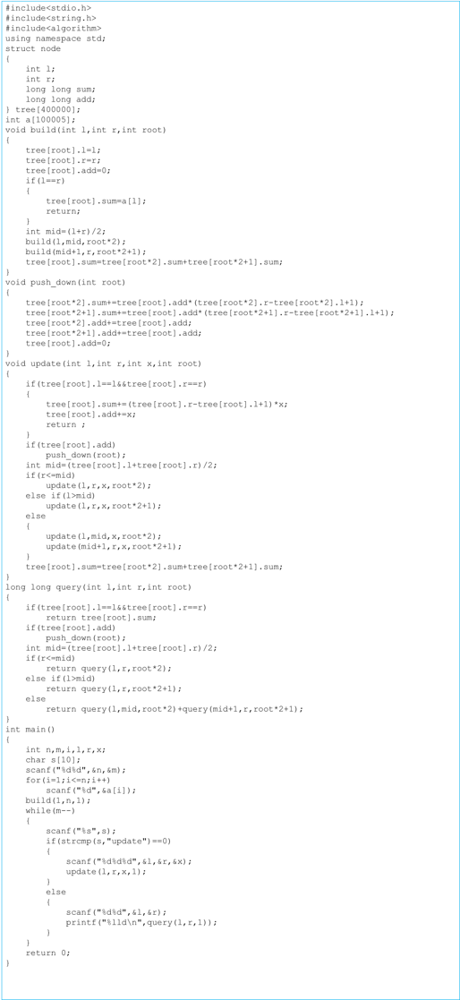 #include<stdio.h>
#include<string.h>
#include<algorithm>
using namespace std;
struct node
{
    int l;
    int r;
    long long sum;
    long long add;
} tree[400000];
int a[100005];
void build(int l,int r,int root)
{
    tree[root].l=l;
    tree[root].r=r;
    tree[root].add=0;
    if(l==r)
    {
        tree[root].sum=a[l];
        return;
    }
    int mid=(l+r)/2;
    build(l,mid,root*2);
    build(mid+1,r,root*2+1);
    tree[root].sum=tree[root*2].sum+tree[root*2+1].sum;
}
void push_down(int root)
{
    tree[root*2].sum+=tree[root].add*(tree[root*2].r-tree[root*2].l+1);
    tree[root*2+1].sum+=tree[root].add*(tree[root*2+1].r-tree[root*2+1].l+1);
    tree[root*2].add+=tree[root].add;
    tree[root*2+1].add+=tree[root].add;
    tree[root].add=0;
}
void update(int l,int r,int x,int root)
{
    if(tree[root].l==l&&tree[root].r==r)
    {
        tree[root].sum+=(tree[root].r-tree[root].l+1)*x;
        tree[root].add+=x;
        return ;
    }
    if(tree[root].add)
        push_down(root);
    int mid=(tree[root].l+tree[root].r)/2;
    if(r<=mid)
        update(l,r,x,root*2);
    else if(l>mid)
        update(l,r,x,root*2+1);
    else
    {
        update(l,mid,x,root*2);
        update(mid+1,r,x,root*2+1);
    }
    tree[root].sum=tree[root*2].sum+tree[root*2+1].sum;
}
long long query(int l,int r,int root)
{
    if(tree[root].l==l&&tree[root].r==r)
        return tree[root].sum;
    if(tree[root].add)
        push_down(root);
    int mid=(tree[root].l+tree[root].r)/2;
    if(r<=mid)
        return query(l,r,root*2);
    else if(l>mid)
        return query(l,r,root*2+1);
    else
        return query(l,mid,root*2)+query(mid+1,r,root*2+1);
}
int main()
{
    int n,m,i,l,r,x;
    char s[10];
    scanf("%d%d",&n,&m);
    for(i=1;i<=n;i++)
        scanf("%d",&a[i]);
    build(1,n,1);
    while(m--)
    {
        scanf("%s",s);
        if(strcmp(s,"update")==0)
        {
            scanf("%d%d%d",&l,&r,&x);
            update(l,r,x,1);
        }
        else
        {
            scanf("%d%d",&l,&r);
            printf("%lld\n",query(l,r,1));
        }
    }
    return 0;
}